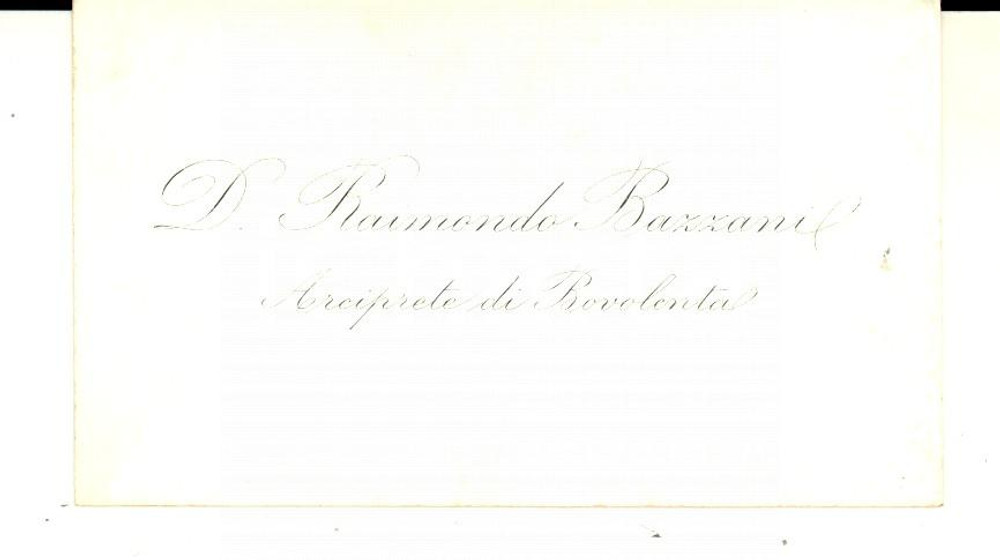 D. Raimondo Bazzani
Arciprete di Bovolenta